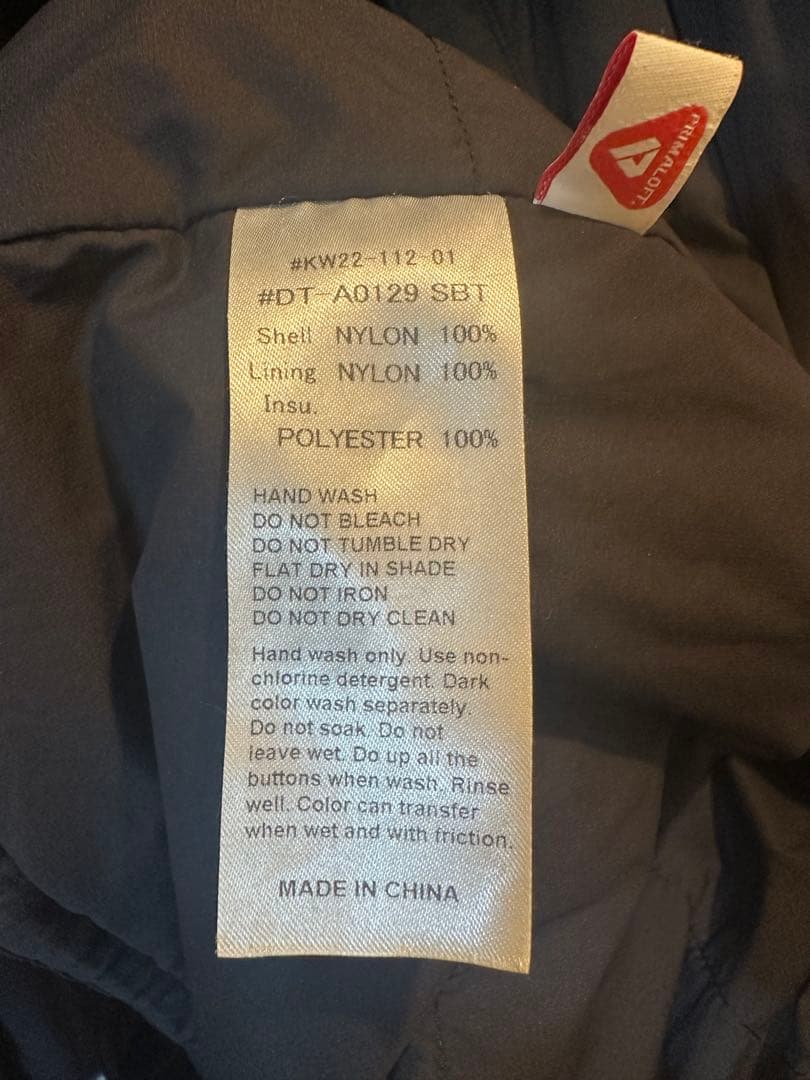 PRIMALOFT.
#KW22-112-01
#DT-A0129 SBT
Shell NYLON 100%
Lining NYLON 100%
Insu.
POLYESTER 100%
HAND WASH
DO NOT BLEACH
DO NOT TUMBLE DRY
FLAT DRY IN SHADE
DO NOT IRON
DO NOT DRY CLEAN
Hand wash only. Use non-
chlorine detergent. Dark
color wash separately.
Do not soak. Do not
leave wet. Do up all the
buttons when wash. Rinse
well. Color can transfer
when wet and with friction.
MADE IN CHINA